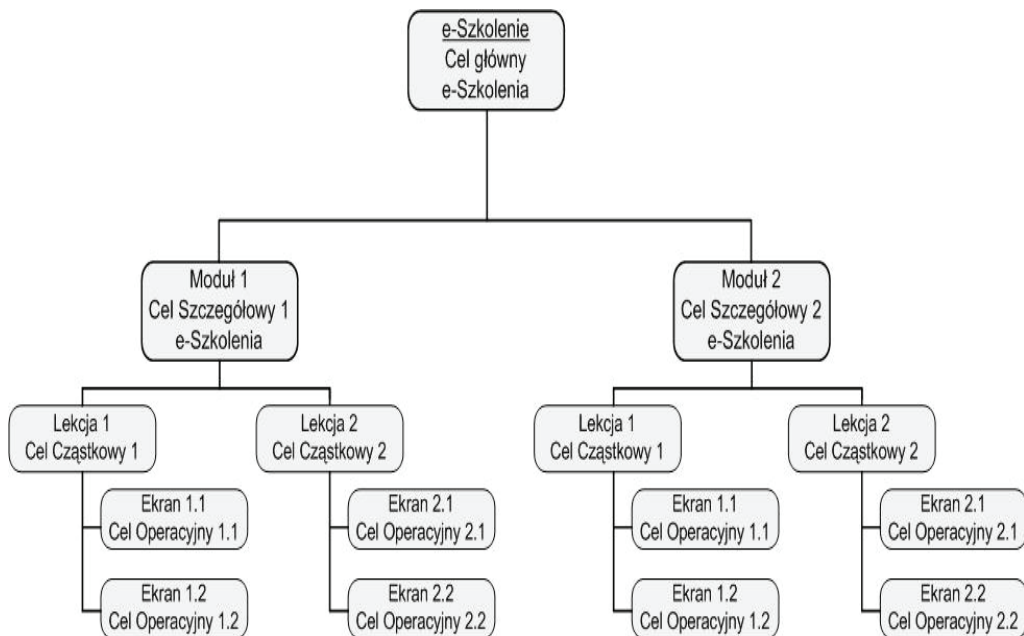 e-Szkolenie
Cel główny
e-Szkolenia
Moduł 1
Cel Szczegółowy 1
e-Szkolenia
Moduł 2
Cel Szczegółowy 2
e-Szkolenia
Lekcja 1
Cel Cząstkowy 1
Lekcja 2
Cel Cząstkowy 2
Lekcja 1
Cel Cząstkowy 1
Lekcja 2
Cel Cząstkowy 2
Ekran 1.1
Cel Operacyjny 1.1
Ekran 2.1
Cel Operacyjny 2.1
Ekran 1.1
Cel Operacyjny 1.1
Ekran 2.1
Cel Operacyjny 2.1
Ekran 1.2
Cel Operacyjny 1.2
Ekran 2.2
Cel Operacyjny 2.2
Ekran 1.2
Cel Operacyjny 1.2
Ekran 2.2
Cel Operacyjny 2.2